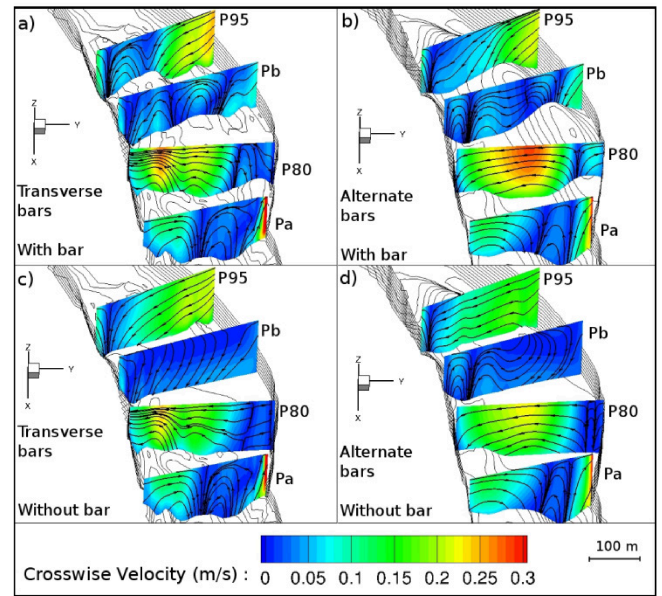 a)
P95
Pb
P80
Pa
Z
Y
X
Transverse
bars
With bar
b)
P95
Pb
P80
Pa
Z
Y
X
Alternate
bars
With bar
c)
P95
Pb
P80
Pa
Z
Y
X
Transverse
bars
Without bar
d)
P95
Pb
P80
Pa
Z
Y
X
Alternate
bars
Without bar
Crosswise Velocity (m/s) : 0 0.05 0.1 0.15 0.2 0.25 0.3
100 m